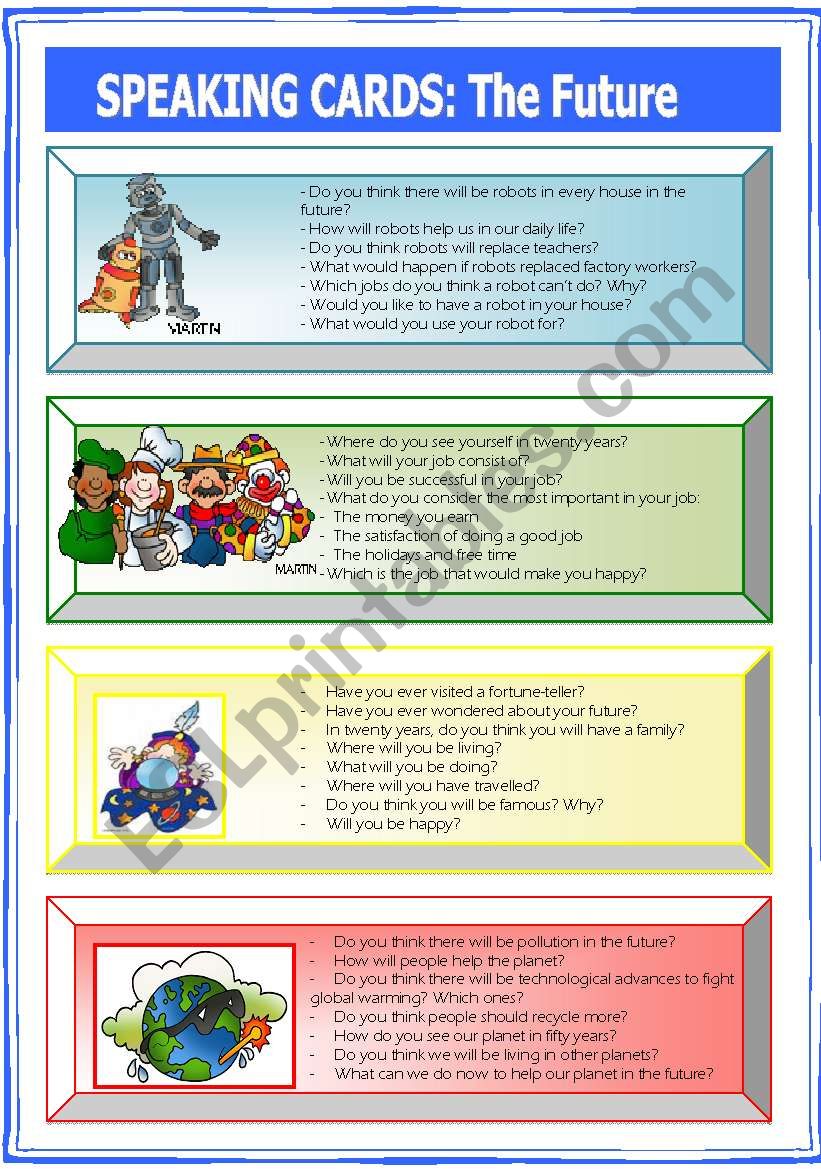 SPEAKING CARDS: The Future
- Do you think there will be robots in every house in the
future?
- How will robots help us in our daily life?
- Do you think robots will replace teachers?
- What would happen if robots replaced factory workers?
- Which jobs do you think a robot can't do? Why?
- Would you like to have a robot in your house?
- What would you use your robot for?
MARTIN
- Where do you see yourself in twenty years?
- What will your job consist of?
- Will you be successful in your job?
- What do you consider the most important in your job:
- The money you earn
- The satisfaction of doing a good job
- The holidays and free time
- Which is the job that would make you happy?
MARTIN
- Have you ever visited a fortune-teller?
- Have you ever wondered about your future?
- In twenty years, do you think you will have a family?
- Where will you be living?
- What will you be doing?
- Where will you have travelled?
- Do you think you will be famous? Why?
- Will you be happy?
- Do you think there will be pollution in the future?
- How will people help the planet?
- Do you think there will be technological advances to fight
global warming? Which ones?
- Do you think people should recycle more?
- How do you see our planet in fifty years?
- Do you think we will be living in other planets?
- What can we do now to help our planet in the future?
ESLprintables.com